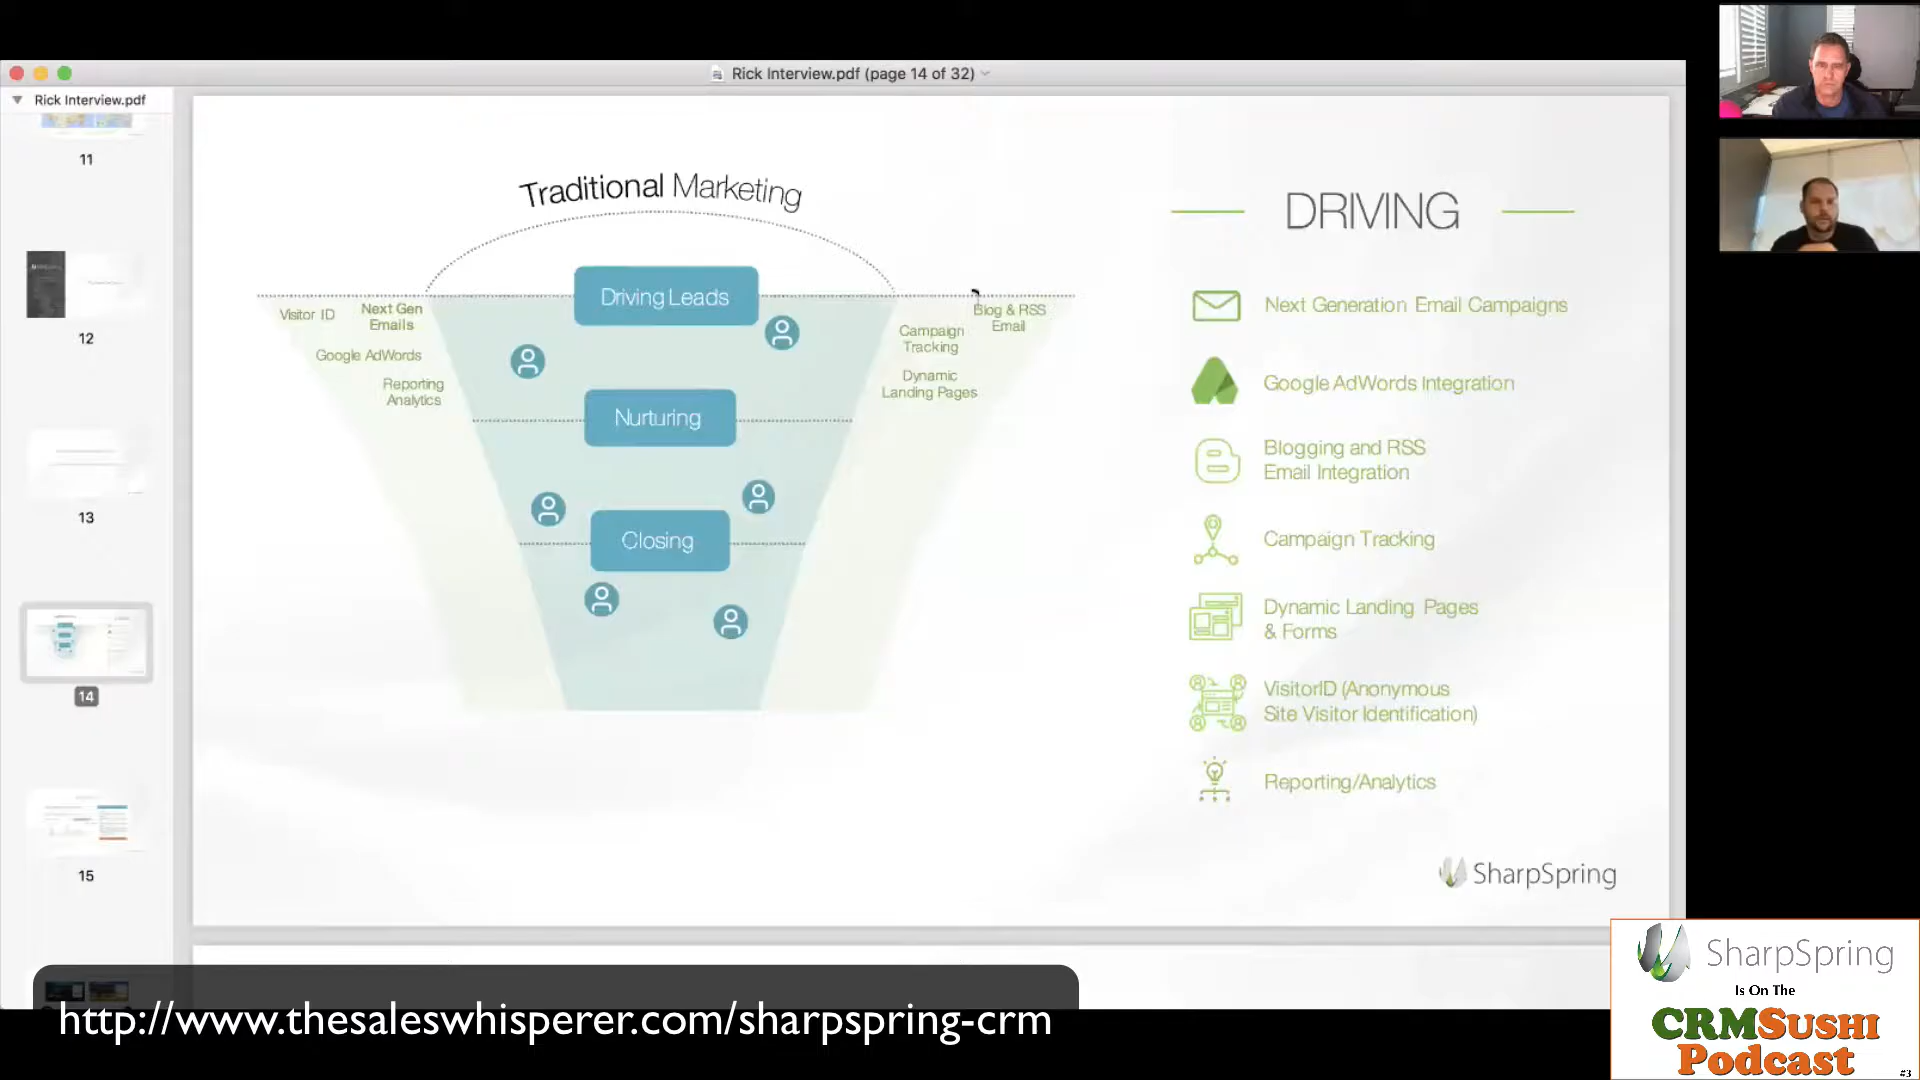 Rick Interview.pdf (page 14 of 32)
Rick Interview.pdf
11
12
13
14
15
Traditional Marketing
Driving Leads
Nurturing
Closing
Visitor ID
Next Gen
Emails
Google AdWords
Reporting
Analytics
Blog & RSS
Email
Campaign
Tracking
Dynamic
Landing Pages
DRIVING
Next Generation Email Campaigns
Google AdWords Integration
Blogging and RSS
Email Integration
Campaign Tracking
Dynamic Landing Pages
& Forms
VisitorID (Anonymous
Site Visitor Identification)
Reporting/Analytics
SharpSpring
http://www.thesaleswhisperer.com/sharpspring-crm
SharpSpring
Is On The
CRMSUSHI
Podcast
#3